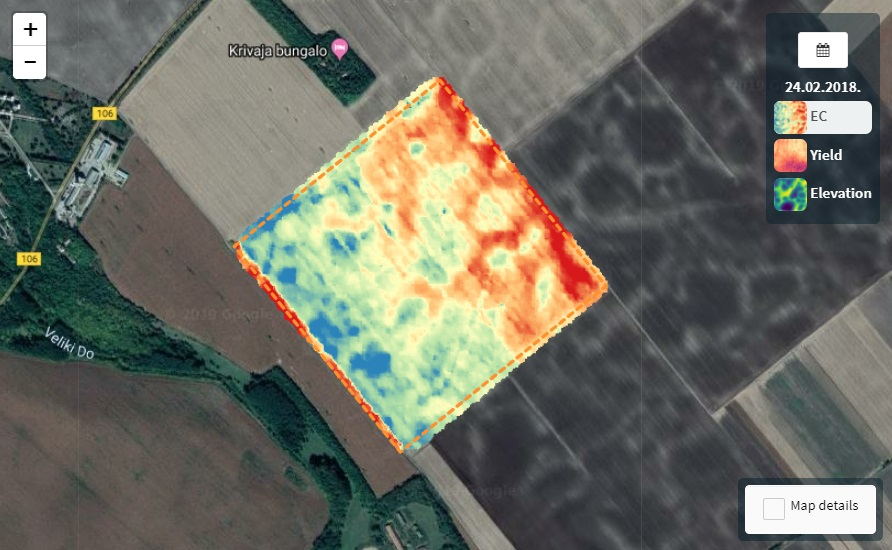 +
−
Krivaja bungalo
106
106
Veliki Do
24.02.2018.
EC
Yield
Elevation
Map details